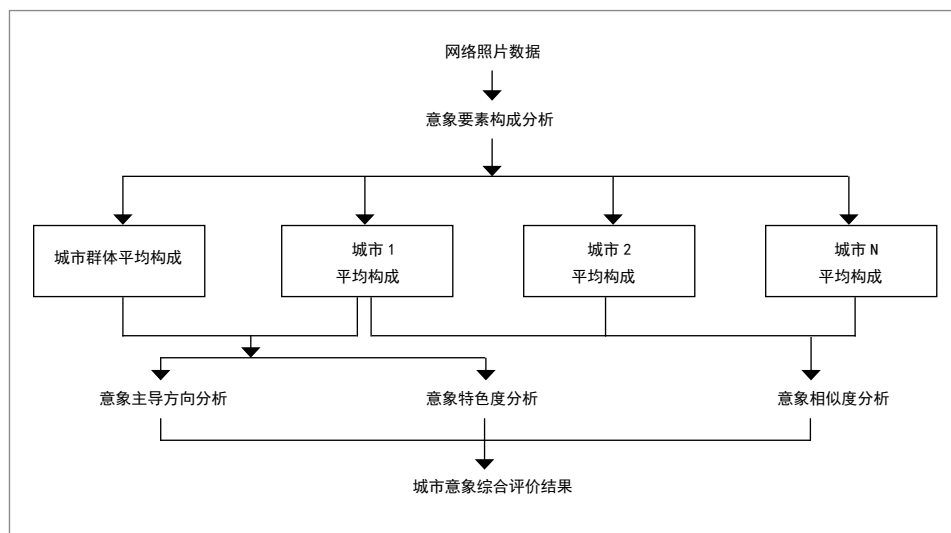 网络照片数据
意象要素构成分析
城市群体平均构成
城市 1
平均构成
城市 2
平均构成
城市 N
平均构成
意象主导方向分析
意象特色度分析
意象相似度分析
城市意象综合评价结果